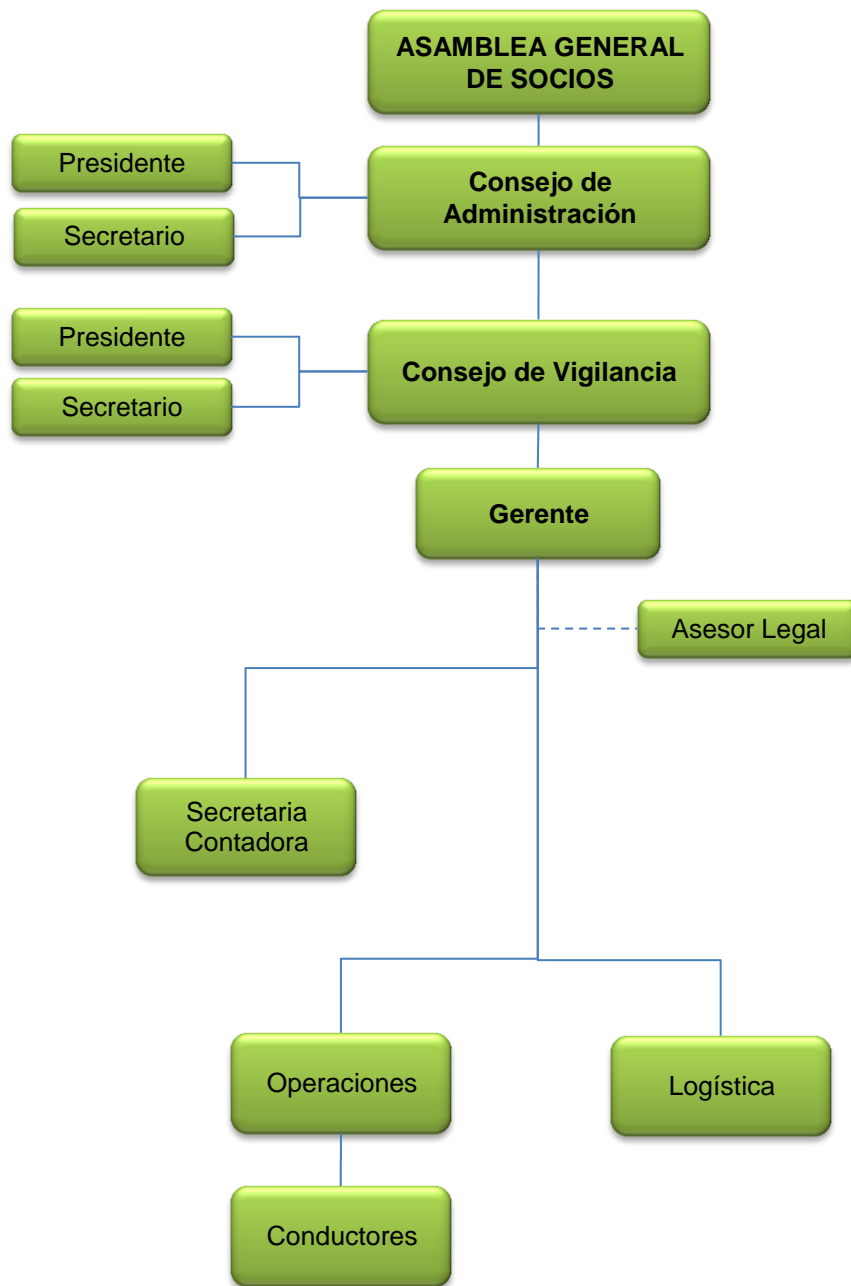 ASAMBLEA GENERAL
DE SOCIOS
Presidente
Secretario
Consejo de
Administración
Presidente
Secretario
Consejo de Vigilancia
Gerente
Asesor Legal
Secretaria
Contadora
Operaciones
Logística
Conductores